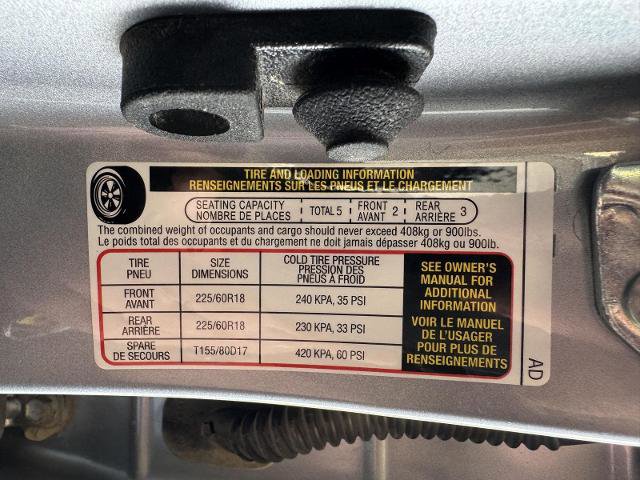 TIRE AND LOADING INFORMATION
RENSEIGNEMENTS SUR LES PNEUS ET LE CHARGEMENT
SEATING CAPACITY
NOMBRE DE PLACES
TOTAL 5
FRONT
AVANT 2
REAR
ARRIÈRE 3
The combined weight of occupants and cargo should never exceed 408kg or 900lbs.
Le poids total des occupants et du chargement ne doit jamais dépasser 408kg ou 900lb.
TIRE
PNEU
SIZE
DIMENSIONS
COLD TIRE PRESSURE
PRESSION DES
PNEUS À FROID
FRONT
AVANT
225/60R18
240 KPA, 35 PSI
REAR
ARRIÈRE
225/60R18
230 KPA, 33 PSI
SPARE
DE SECOURS
T155/80D17
420 KPA, 60 PSI
SEE OWNER'S
MANUAL FOR
ADDITIONAL
INFORMATION
VOIR LE MANUEL
DE L'USAGER
POUR PLUS DE
RENSEIGNEMENTS
AD